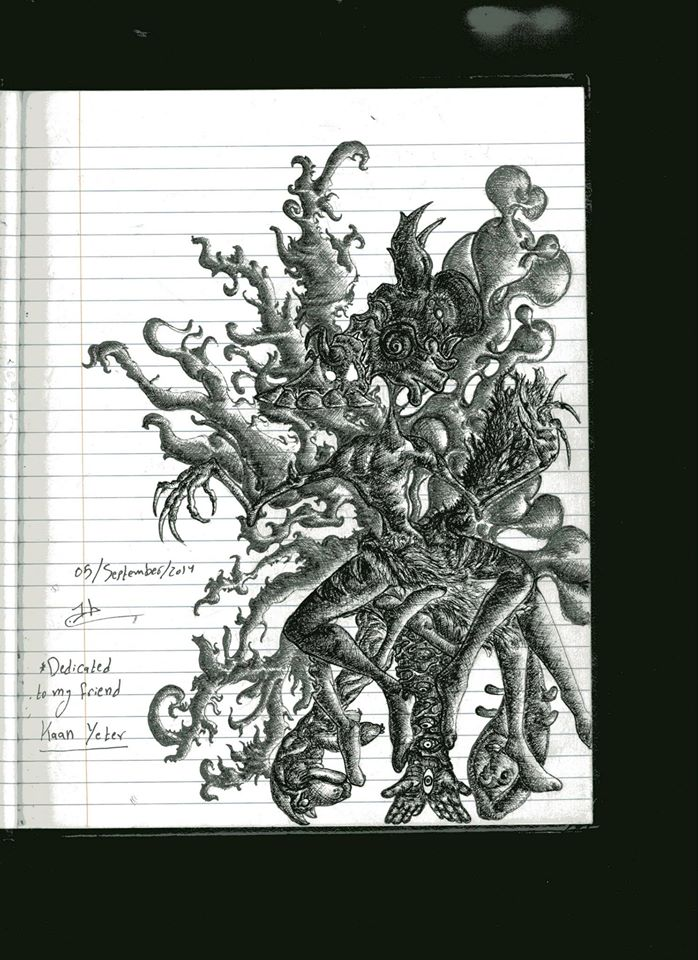 05/September/2014
*Dedicated
to my friend
Kaan Yeter